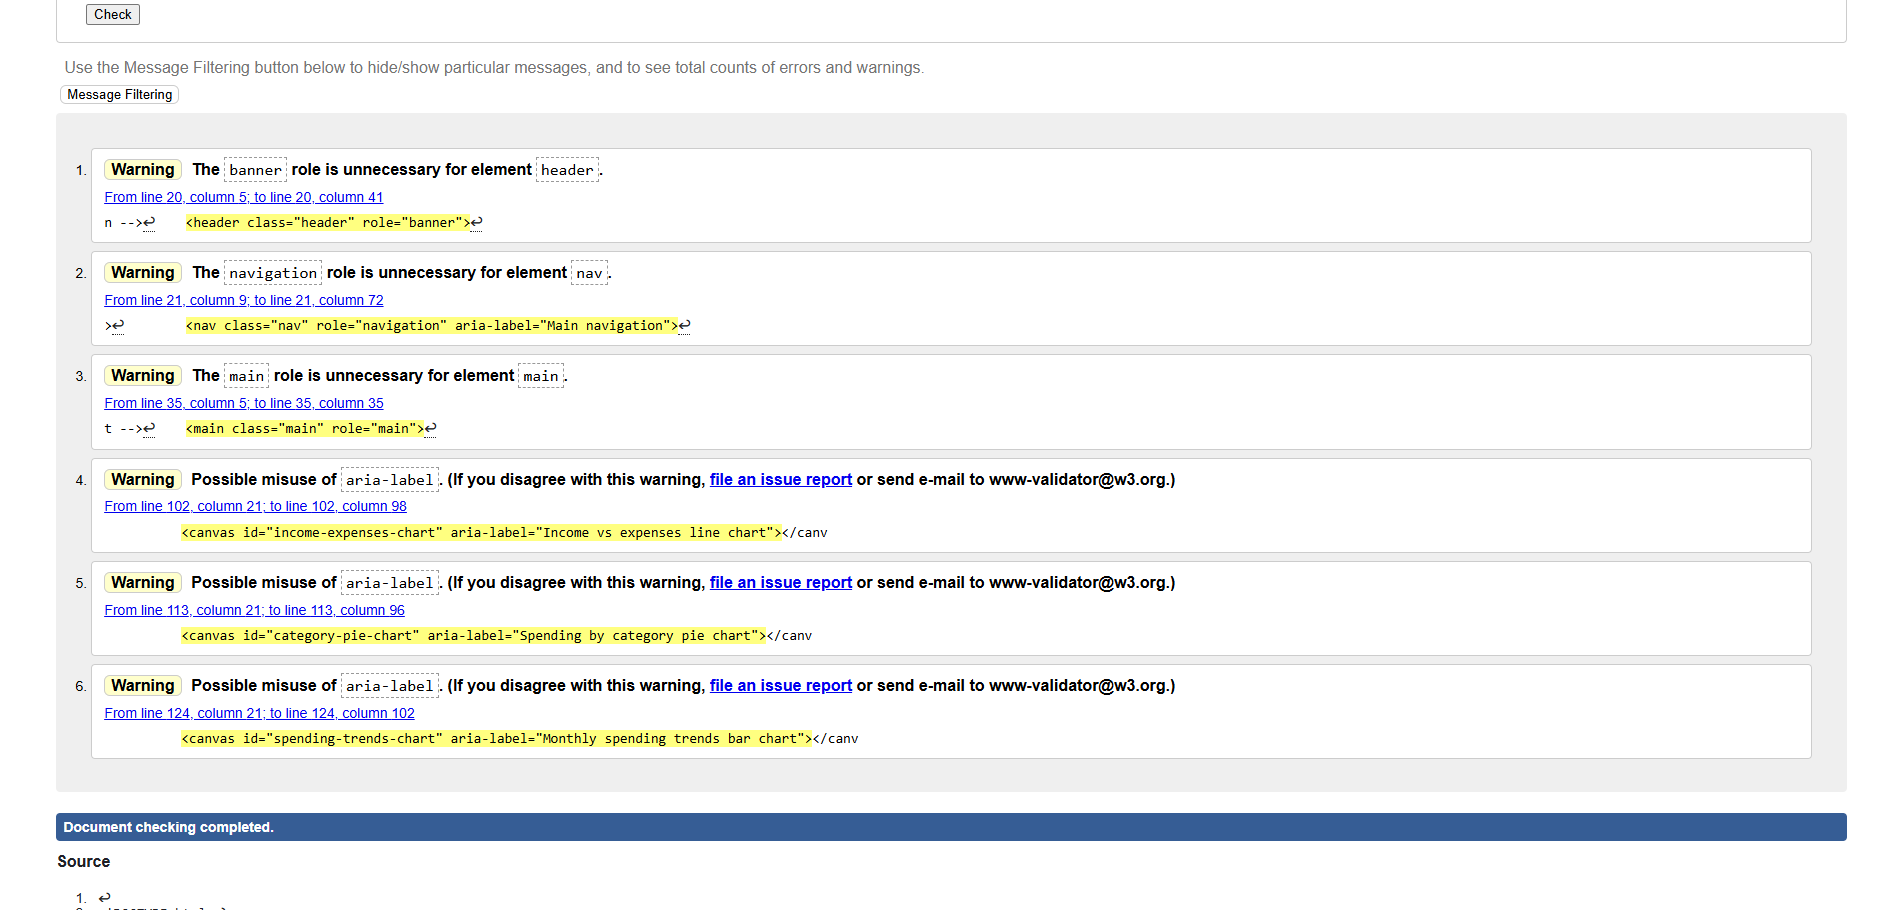 Check
Use the Message Filtering button below to hide/show particular messages, and to see total counts of errors and warnings.
Message Filtering
1. Warning The banner role is unnecessary for element header.
From line 20, column 5; to line 20, column 41
n -->↩ <header class="header" role="banner">↩
2. Warning The navigation role is unnecessary for element nav.
From line 21, column 9; to line 21, column 72
>↩ <nav class="nav" role="navigation" aria-label="Main navigation">↩
3. Warning The main role is unnecessary for element main.
From line 35, column 5; to line 35, column 35
t -->↩ <main class="main" role="main">↩
4. Warning Possible misuse of aria-label. (If you disagree with this warning, file an issue report or send e-mail to www-validator@w3.org.)
From line 102, column 21; to line 102, column 98
<canvas id="income-expenses-chart" aria-label="Income vs expenses line chart"></canv
5. Warning Possible misuse of aria-label. (If you disagree with this warning, file an issue report or send e-mail to www-validator@w3.org.)
From line 113, column 21; to line 113, column 96
<canvas id="category-pie-chart" aria-label="Spending by category pie chart"></canv
6. Warning Possible misuse of aria-label. (If you disagree with this warning, file an issue report or send e-mail to www-validator@w3.org.)
From line 124, column 21; to line 124, column 102
<canvas id="spending-trends-chart" aria-label="Monthly spending trends bar chart"></canv
Document checking completed.
Source
1. ↩